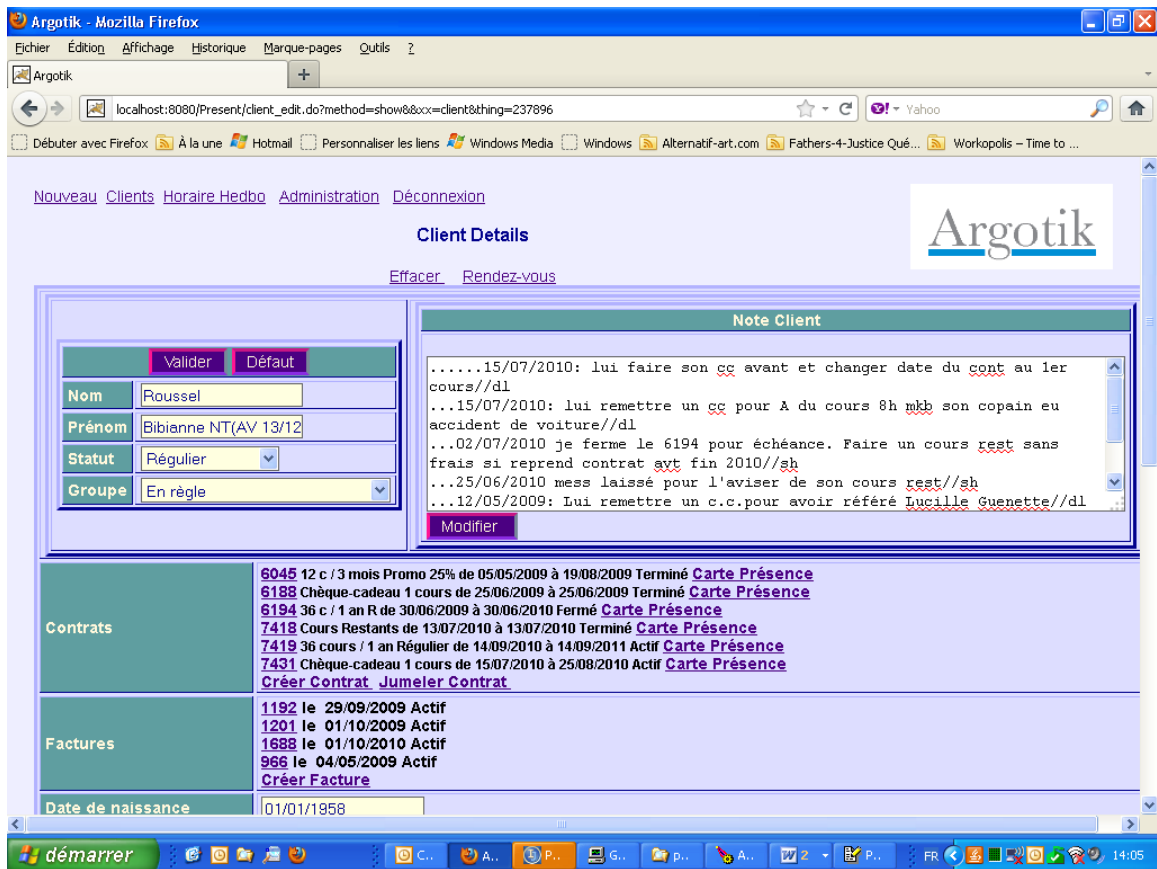 Argotik - Mozilla Firefox
Fichier Édition Affichage Historique Marque-pages Outils ?
Argotik
localhost:8080/Present/client_edit.do?method=show&&xx=client&thing=237896
Yahoo
Débuter avec Firefox À la une Hotmail Personnaliser les liens Windows Media Windows Alternatif-art.com Fathers-4-Justice Qué... Workopolis – Time to ...
Nouveau Clients Horaire Hedbo Administration Déconnexion
Argotik
Client Details
Effacer Rendez-vous
Note Client
Valider Défaut
Nom Roussel
Prénom Bibianne NT(AV 13/12
Statut Régulier
Groupe En règle
......15/07/2010: lui faire son cc avant et changer date du cont au 1er
cours//dl
...15/07/2010: lui remettre un cc pour A du cours 8h mkb son copain eu
accident de voiture//dl
...02/07/2010 je ferme le 6194 pour échéance. Faire un cours rest sans
frais si reprend contrat avt fin 2010//sh
...25/06/2010 mess laissé pour l'aviser de son cours rest//sh
...12/05/2009: Lui remettre un c.c.pour avoir référé Lucille Guenette//dl
Modifier
Contrats
6045 12 c / 3 mois Promo 25% de 05/05/2009 à 19/08/2009 Terminé Carte Présence
6188 Chèque-cadeau 1 cours de 25/06/2009 à 25/06/2009 Terminé Carte Présence
6194 36 c / 1 an R de 30/06/2009 à 30/06/2010 Fermé Carte Présence
7418 Cours Restants de 13/07/2010 à 13/07/2010 Terminé Carte Présence
7419 36 cours / 1 an Régulier de 14/09/2010 à 14/09/2011 Actif Carte Présence
7431 Chèque-cadeau 1 cours de 15/07/2010 à 25/08/2010 Actif Carte Présence
Créer Contrat Jumeler Contrat
Factures
1192 le 29/09/2009 Actif
1201 le 01/10/2009 Actif
1688 le 01/10/2010 Actif
966 le 04/05/2009 Actif
Créer Facture
Date de naissance 01/01/1958
démarrer C.. A.. P.. G.. p.. A.. 2 P.. FR 14:05